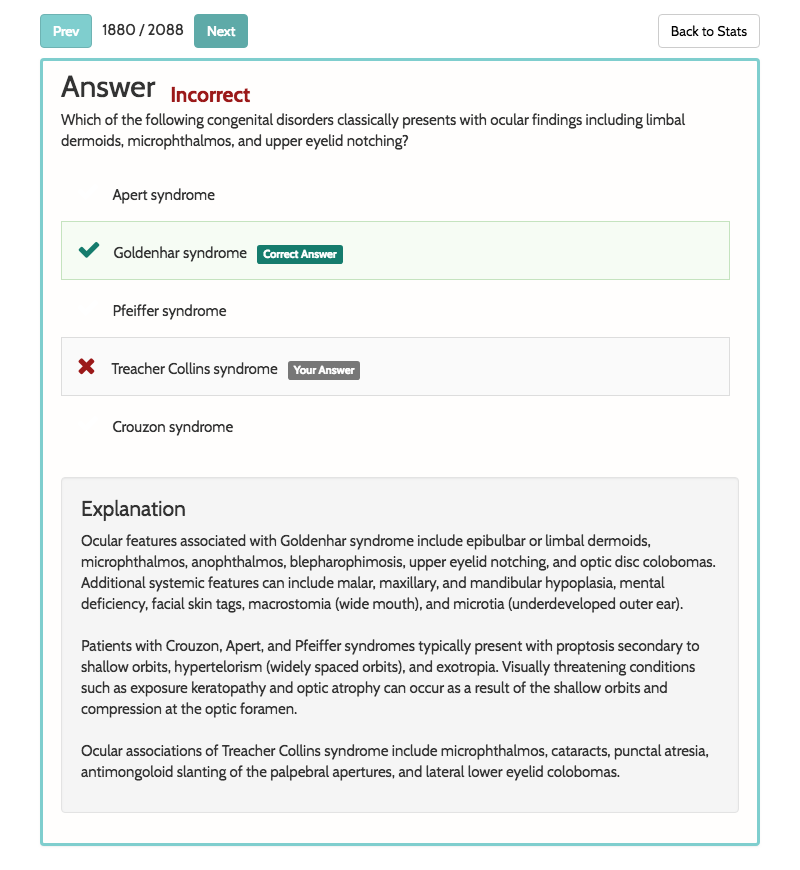 Prev 1880 / 2088 Next Back to Stats
Answer Incorrect
Which of the following congenital disorders classically presents with ocular findings including limbal
dermoids, microphthalmos, and upper eyelid notching?
Apert syndrome
Goldenhar syndrome Correct Answer
Pfeiffer syndrome
Treacher Collins syndrome Your Answer
Crouzon syndrome
Explanation
Ocular features associated with Goldenhar syndrome include epibulbar or limbal dermoids,
microphthalmos, anophthalmos, blepharophimosis, upper eyelid notching, and optic disc colobomas.
Additional systemic features can include malar, maxillary, and mandibular hypoplasia, mental
deficiency, facial skin tags, macrostomia (wide mouth), and microtia (underdeveloped outer ear).
Patients with Crouzon, Apert, and Pfeiffer syndromes typically present with proptosis secondary to
shallow orbits, hypertelorism (widely spaced orbits), and exotropia. Visually threatening conditions
such as exposure keratopathy and optic atrophy can occur as a result of the shallow orbits and
compression at the optic foramen.
Ocular associations of Treacher Collins syndrome include microphthalmos, cataracts, punctal atresia,
antimongoloid slanting of the palpebral apertures, and lateral lower eyelid colobomas.